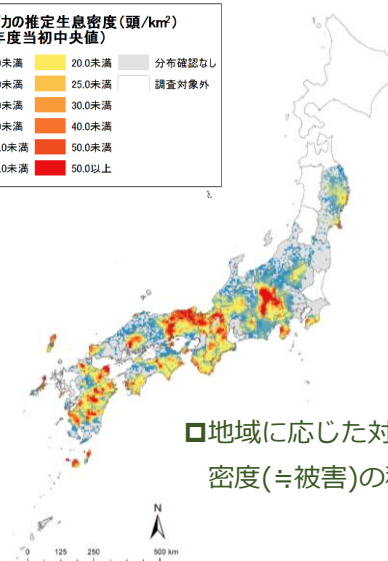 カの推定生息密度(頭/km²)
年度当初中央値)
未満 20.0未満 分布確認なし
未満 25.0未満 調査対象外
未満 30.0未満
未満 40.0未満
.0未満 50.0未満
.0未満 50.0以上
□地域に応じた対
密度(≒被害)の
N
0 125 250 500 km